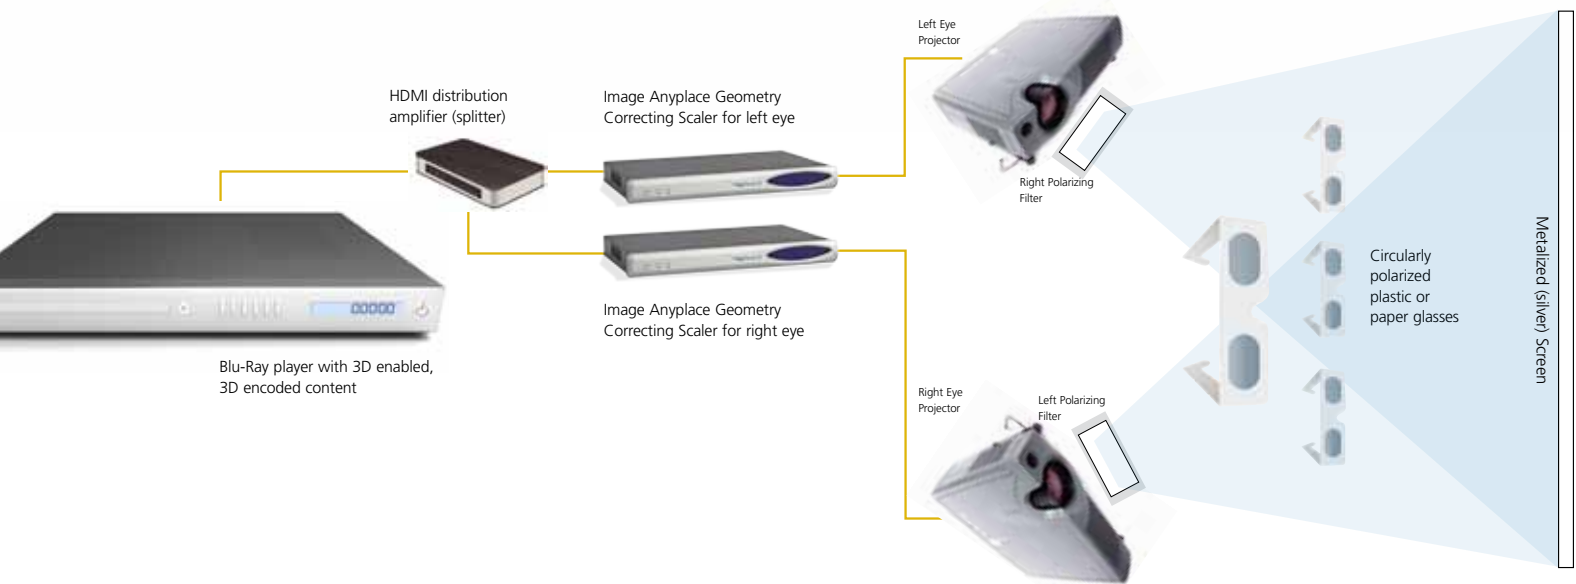 Left Eye
Projector
HDMI distribution
amplifier (splitter)
Image Anyplace Geometry
Correcting Scaler for left eye
Right Polarizing
Filter
Metalized (silver) Screen
Circularly
polarized
plastic or
paper glasses
00000
Image Anyplace Geometry
Correcting Scaler for right eye
Blu-Ray player with 3D enabled,
3D encoded content
Right Eye
Projector
Left Polarizing
Filter